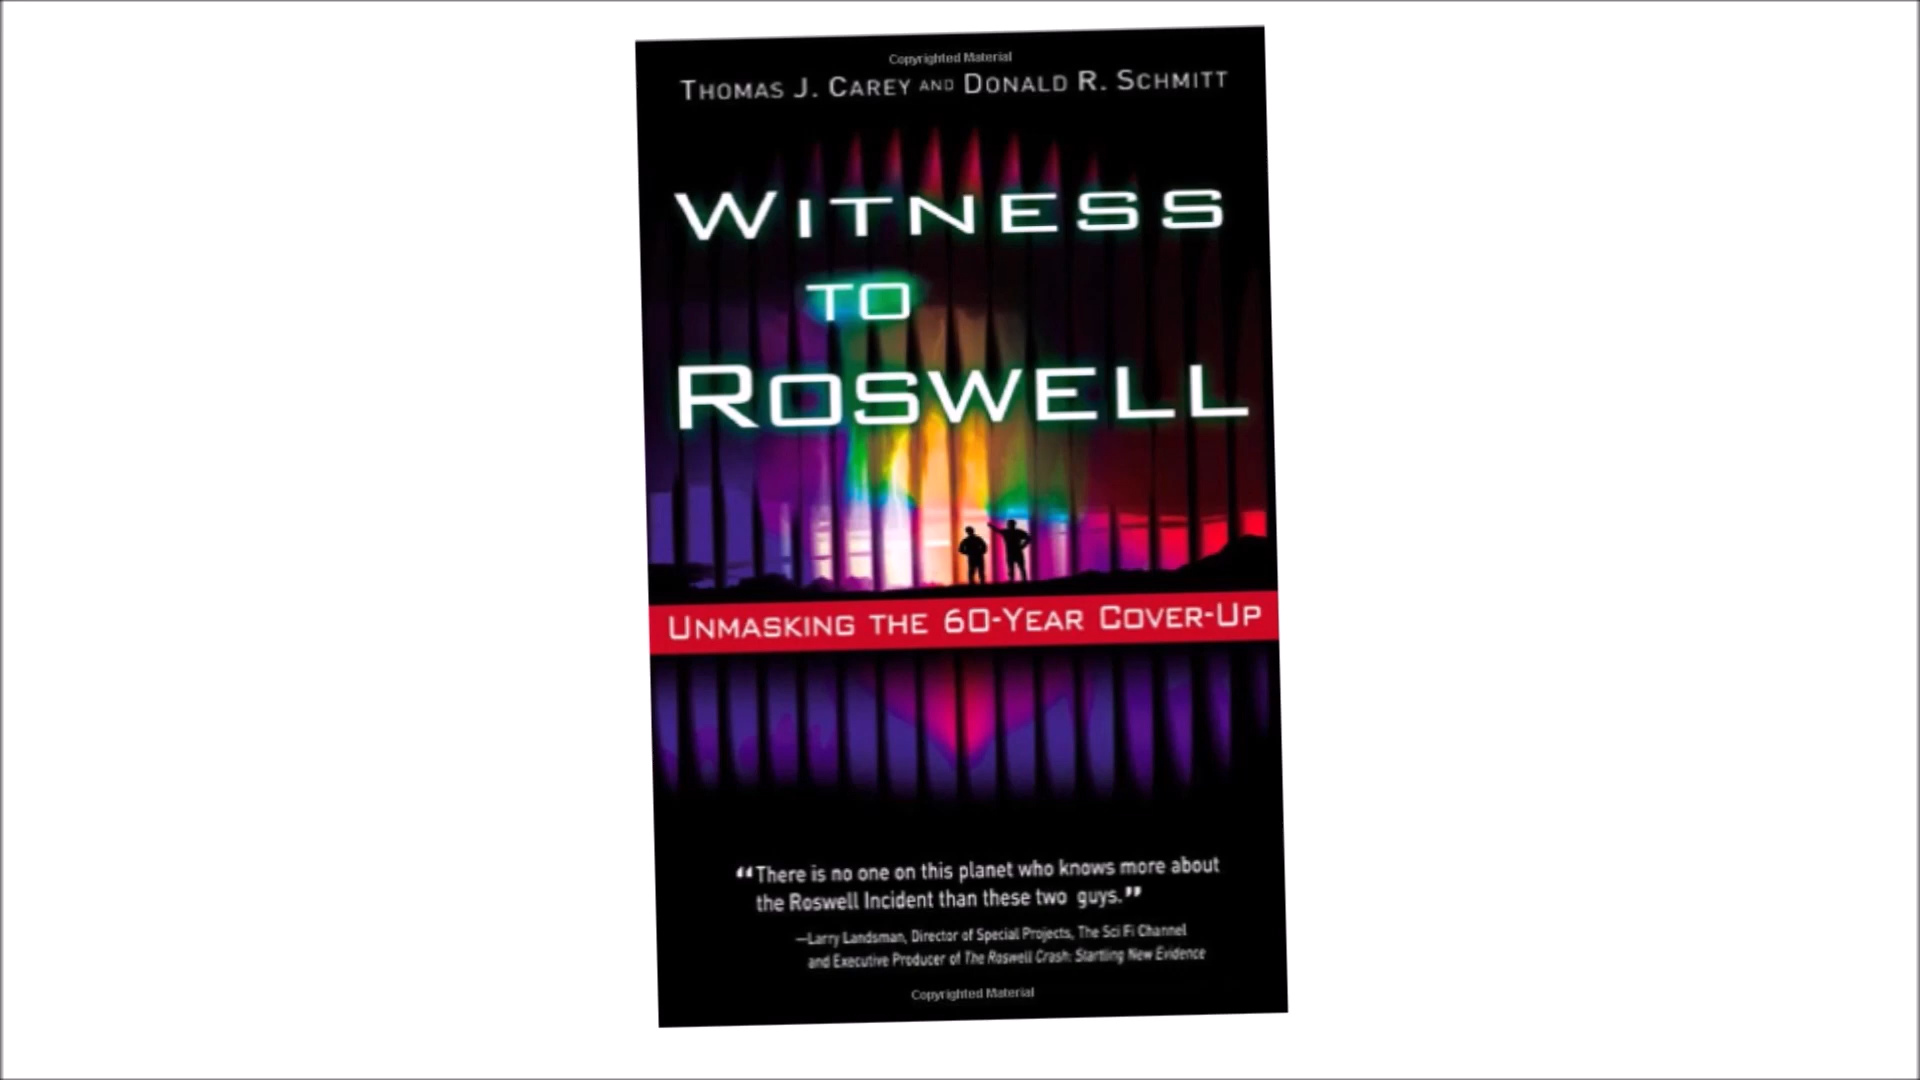 Copyrighted Material
THOMAS J. CAREY AND DONALD R. SCHMITT
WITNESS
TO
ROSWELL
UNMASKING THE 60-YEAR COVER-UP
“There is no one on this planet who knows more about
the Roswell Incident than these two guys.”
—Larry Landsman, Director of Special Projects, The Sci Fi Channel
and Executive Producer of The Roswell Crash: Startling New Evidence
Copyrighted Material